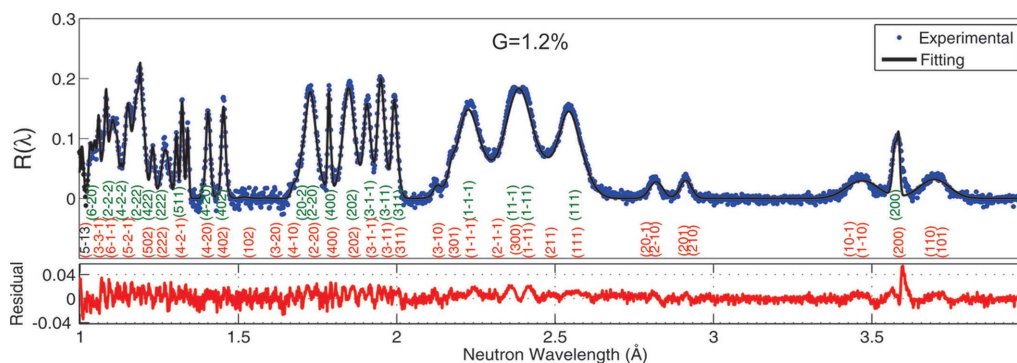 0.3
G=1.2%
Experimental
Fitting
0.2
0.1
0
R(λ)
(6-20) (2-2-2) (4-2-2) (2-22) (422) (222) (511) (4-20) (402) (20-2) (2-20) (400) (202) (3-1-1) (3-11) (311) (1-1-1) (11-1) (1-11) (111) (200)
(5-13) (3-3-1) (6-1-1) (5-2-1) (502) (222) (4-2-1) (4-20) (402) (102) (3-20) (4-10) (2-20) (400) (202) (3-1-1) (3-11) (311) (3-10) (301) (1-1-1) (2-1-1) (300) (1-11) (211) (111) (20-1) (2-10) (201) (210) (10-1) (1-10) (200) (110) (101)
Residual
0.04
0
-0.04
1 1.5 2 2.5 3 3.5
Neutron Wavelength (Å)